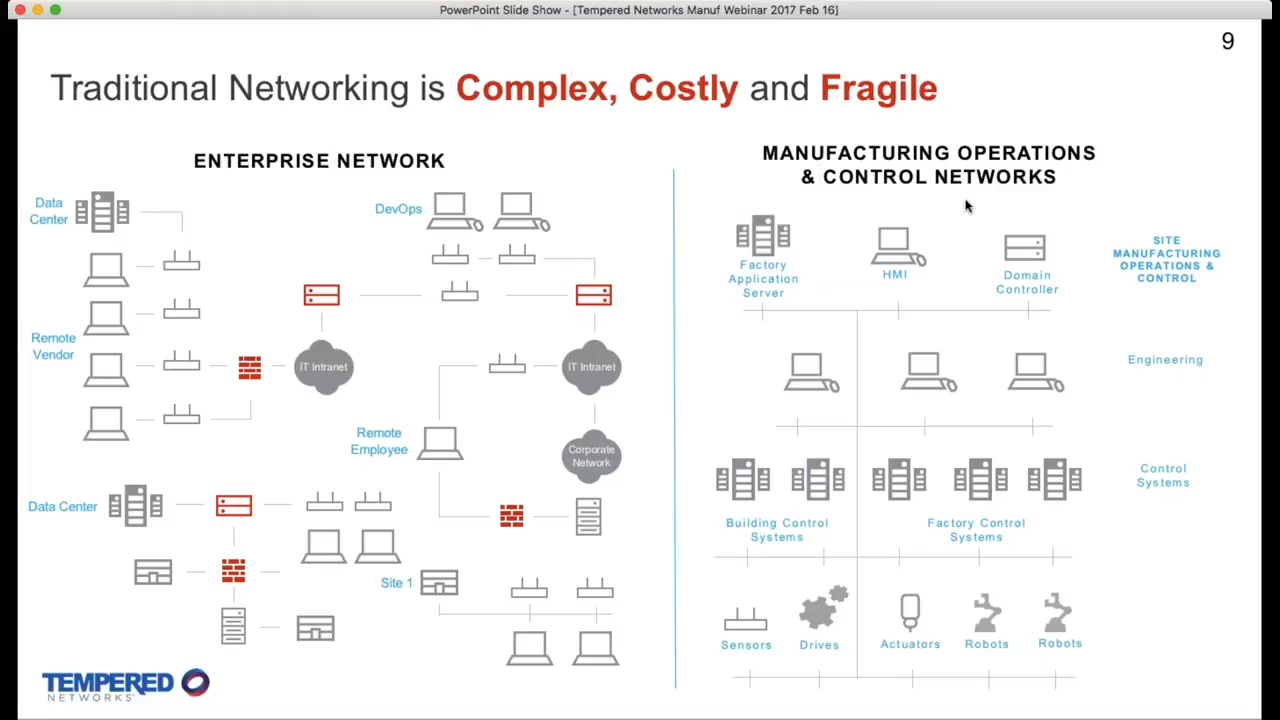 PowerPoint Slide Show - [Tempered Networks Manuf Webinar 2017 Feb 16]
9
Traditional Networking is Complex, Costly and Fragile
ENTERPRISE NETWORK
Data
Center
DevOps
Remote
Vendor
IT Intranet
IT Intranet
Remote
Employee
Corporate
Network
Data Center
Site 1
MANUFACTURING OPERATIONS
& CONTROL NETWORKS
Factory
Application
Server
HMI
Domain
Controller
SITE
MANUFACTURING
OPERATIONS &
CONTROL
Engineering
Control
Systems
Building Control
Systems
Factory Control
Systems
Sensors
Drives
Actuators
Robots
Robots
TEMPERED
NETWORKS